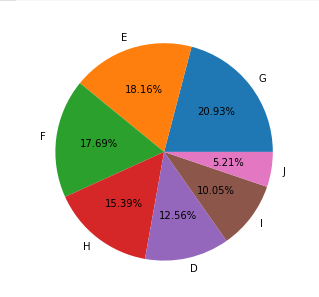 E
G
18.16%
20.93%
F
17.69%
5.21%
J
15.39%
10.05%
12.56%
I
H
D